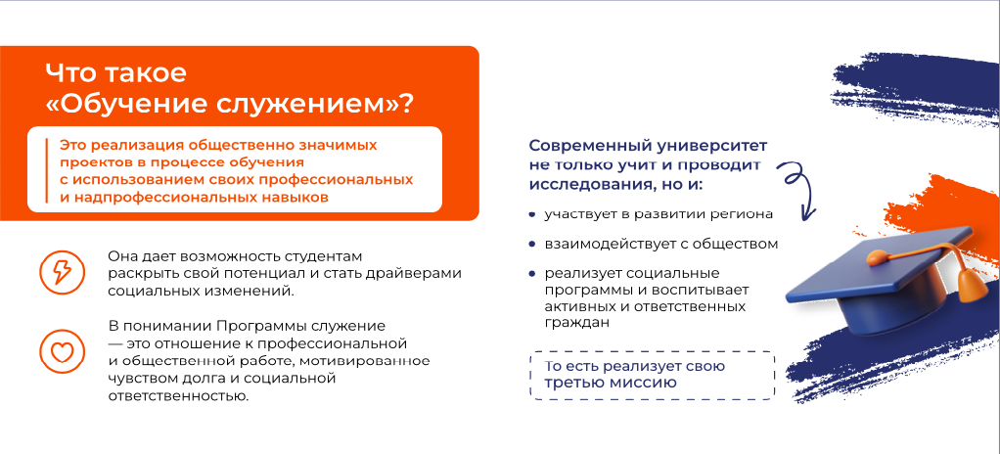 Что такое
«Обучение служением»?
Это реализация общественно значимых
проектов в процессе обучения
с использованием своих профессиональных
и надпрофессиональных навыков
Она дает возможность студентам
раскрыть свой потенциал и стать драйверами
социальных изменений.
В понимании Программы служение
— это отношение к профессиональной
и общественной работе, мотивированное
чувством долга и социальной
ответственностью.
Современный университет
не только учит и проводит
исследования, но и:
• участвует в развитии региона
• взаимодействует с обществом
• реализует социальные
программы и воспитывает
активных и ответственных
граждан
То есть реализует свою
третью миссию